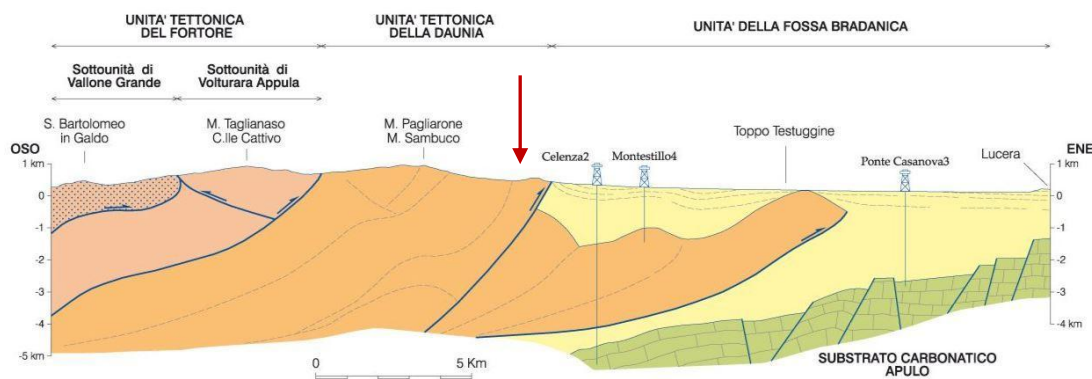 UNITA' TETTONICA
DEL FORTORE
UNITA' TETTONICA
DELLA DAUNIA
UNITA' DELLA FOSSA BRADANICA
Sottounità di
Vallone Grande
Sottounità di
Volturara Appula
S. Bartolomeo
in Galdo
M. Taglianaso
C.lle Cattivo
M. Pagliarone
M. Sambuco
Toppo Testuggine
OSO
Celenza2
Montestillo4
Ponte Casanova3
Lucera
ENE
1 km
0
-1
-2
-3
-4
-5 km
1 km
0
-1
-2
-3
-4 km
0
5 Km
SUBSTRATO CARBONATICO
APULO